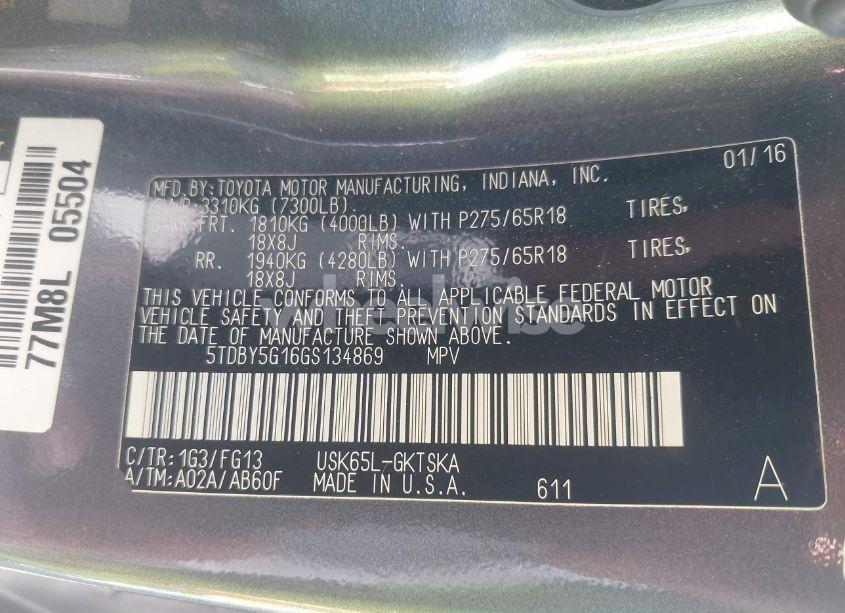 01/16
MFD.BY:TOYOTA MOTOR MANUFACTURING, INDIANA, INC.
GVWR 3310KG (7300LB).
GAWR FRT. 1810KG (4000LB) WITH P275/65R18 TIRES,
18X8J RIMS.
RR. 1940KG (4280LB) WITH P275/65R18 TIRES,
18X8J RIMS.
THIS VEHICLE CONFORMS TO ALL APPLICABLE FEDERAL MOTOR
VEHICLE SAFETY AND THEFT PREVENTION STANDARDS IN EFFECT ON
THE DATE OF MANUFACTURE SHOWN ABOVE.
5TDBY5G16GS134869 MPV
C/TR:1G3/FG13 USK65L-GKTSKA
A/TM:A02A/AB60F MADE IN U.S.A. 611 A
77M8L 05504